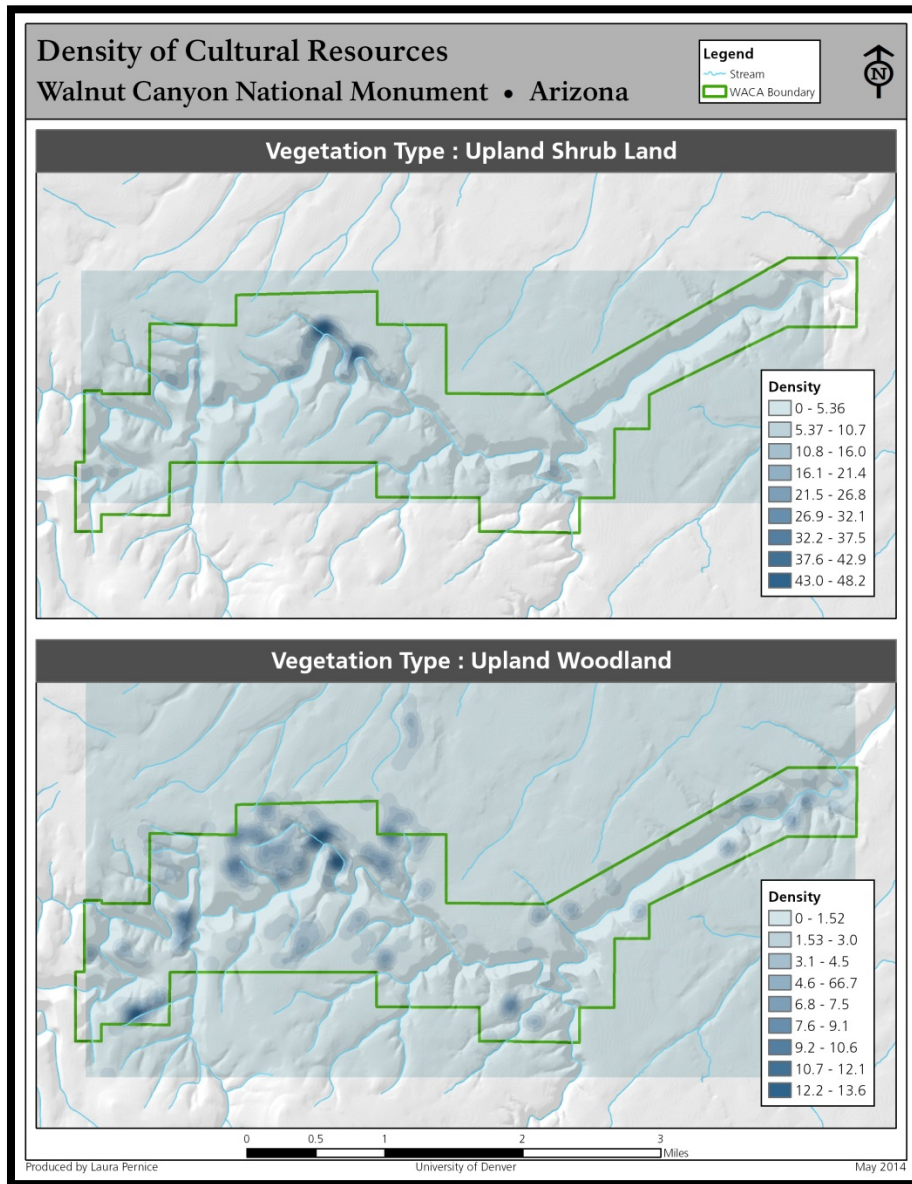 Density of Cultural Resources
Walnut Canyon National Monument • Arizona
Legend
Stream
WACA Boundary
N
Vegetation Type : Upland Shrub Land
Density
0 - 5.36
5.37 - 10.7
10.8 - 16.0
16.1 - 21.4
21.5 - 26.8
26.9 - 32.1
32.2 - 37.5
37.6 - 42.9
43.0 - 48.2
Vegetation Type : Upland Woodland
Density
0 - 1.52
1.53 - 3.0
3.1 - 4.5
4.6 - 66.7
6.8 - 7.5
7.6 - 9.1
9.2 - 10.6
10.7 - 12.1
12.2 - 13.6
0 0.5 1 2 3
Miles
Produced by Laura Pernice University of Denver May 2014